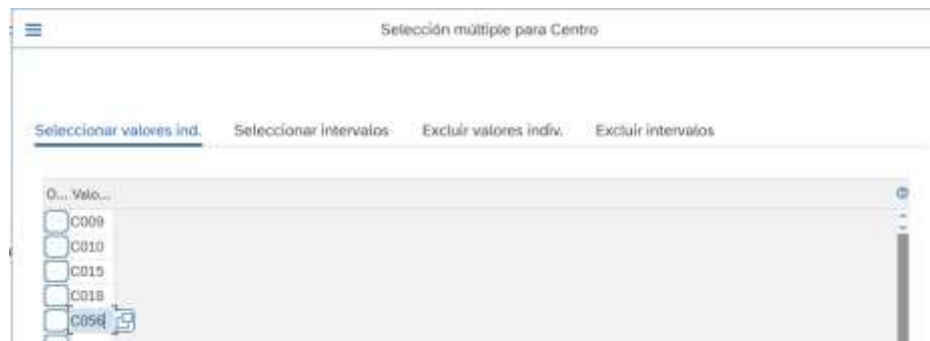 Selección múltiple para Centro
Seleccionar valores ind. Seleccionar intervalos Excluir valores indiv. Excluir intervalos
O... Valo...
C009
C010
C015
C018
C056